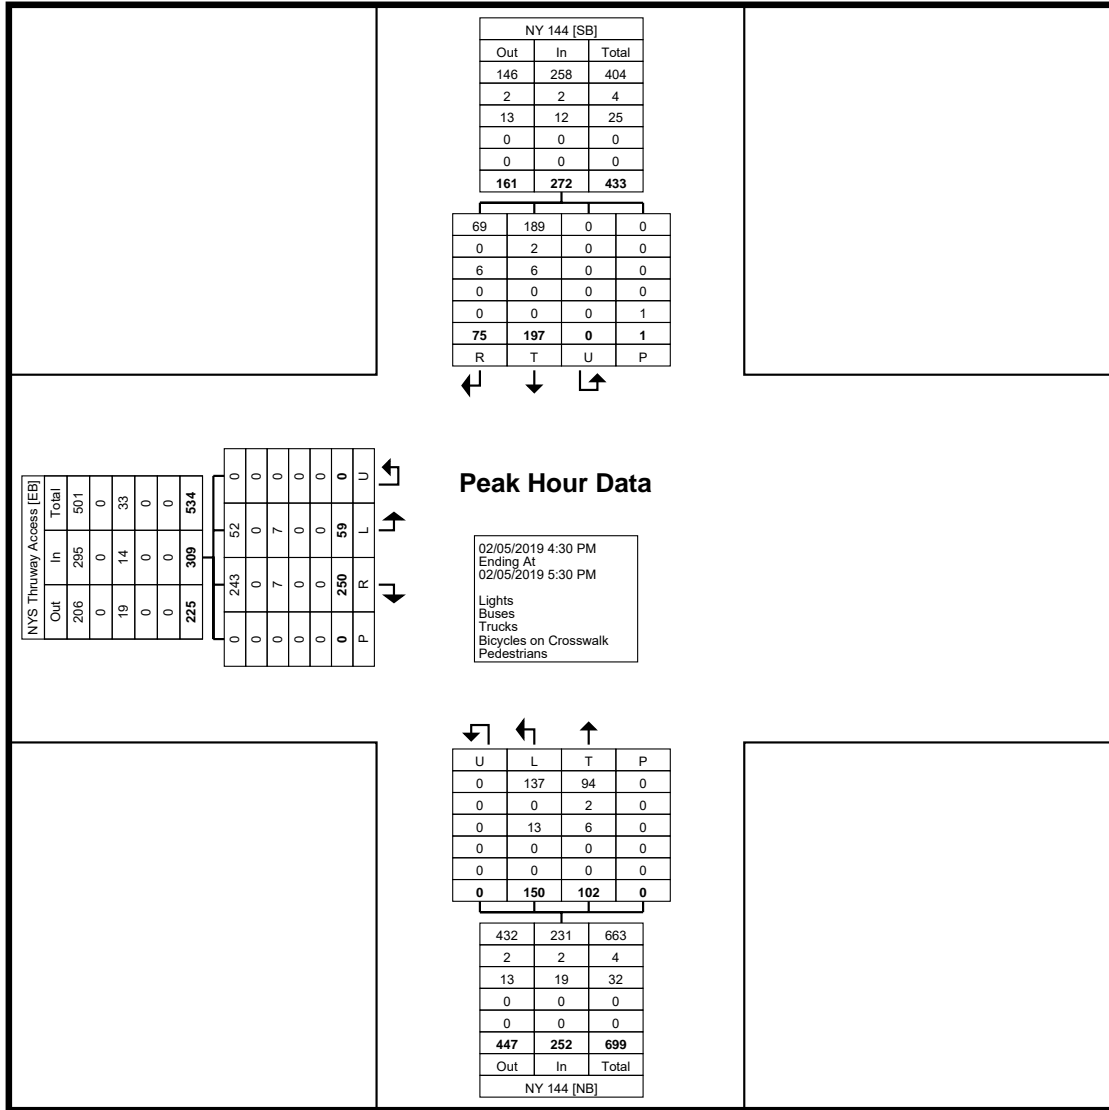 NY 144 [SB]
Out In Total
146 258 404
2 2 4
13 12 25
0 0 0
0 0 0
161 272 433
69 189 0 0
0 2 0 0
6 6 0 0
0 0 0 0
0 0 0 1
75 197 0 1
R T U P
NYS Thruway Access [EB]
Out In Total
206 295 501
0 0 0
19 14 33
0 0 0
0 0 0
225 309 534
0 243 52 0
0 0 0 0
0 7 7 0
0 0 0 0
0 0 0 0
0 250 59 0
P R L U
Peak Hour Data
02/05/2019 4:30 PM
Ending At
02/05/2019 5:30 PM
Lights
Buses
Trucks
Bicycles on Crosswalk
Pedestrians
U L T P
0 137 94 0
0 0 2 0
0 13 6 0
0 0 0 0
0 0 0 0
0 150 102 0
432 231 663
2 2 4
13 19 32
0 0 0
0 0 0
447 252 699
Out In Total
NY 144 [NB]